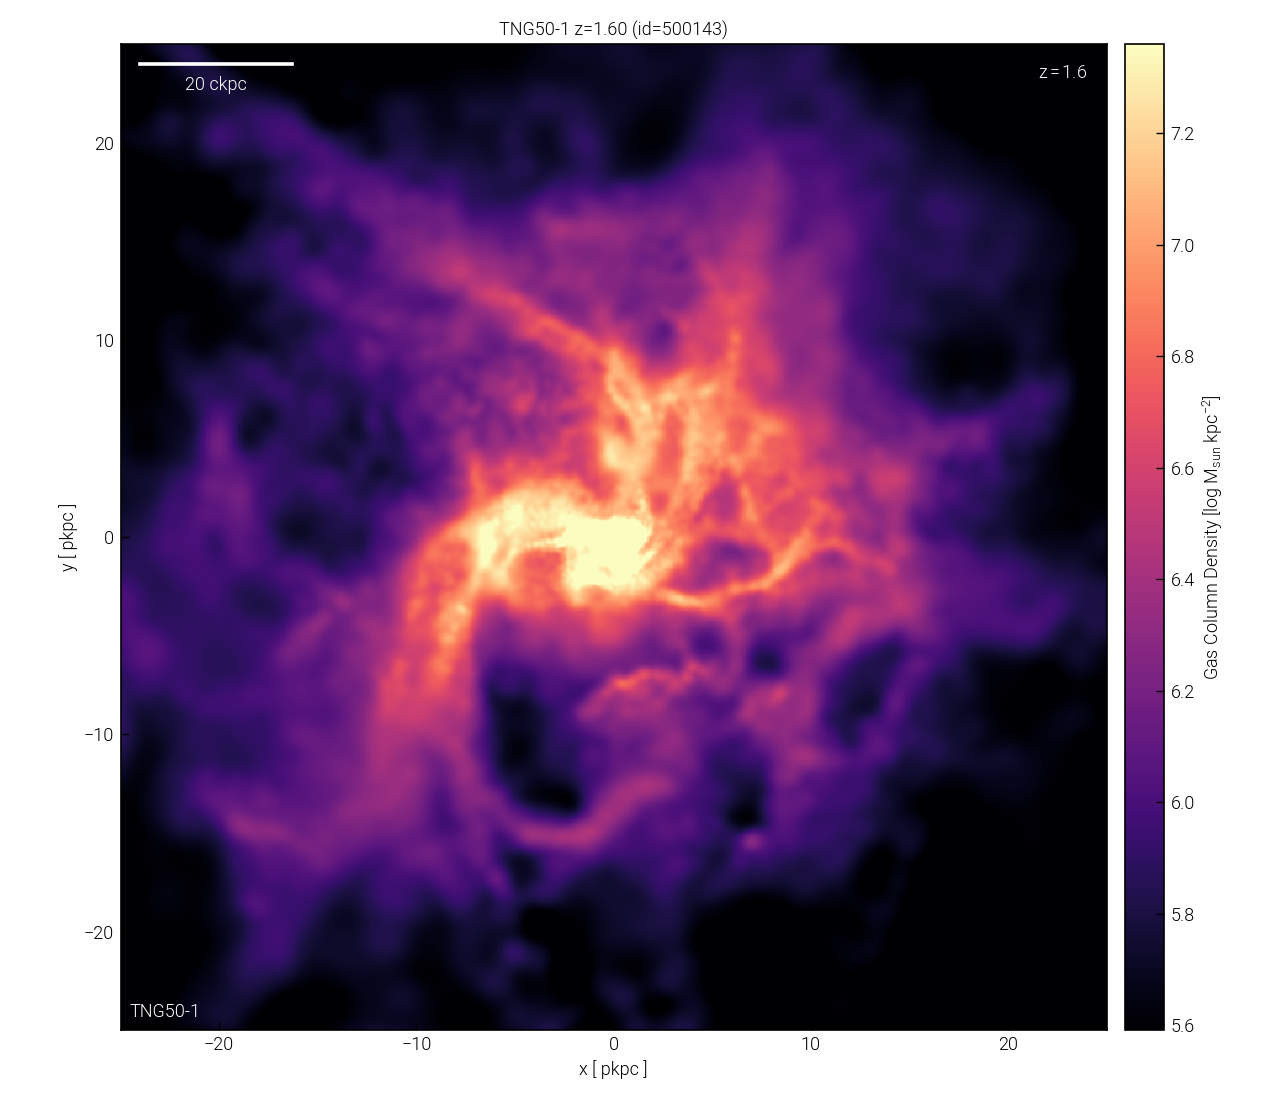 TNG50-1 z=1.60 (id=500143)
20 ckpc
z = 1.6
20
10
0
−10
−20
y [ pkpc ]
TNG50-1
−20
−10
0
10
20
x [ pkpc ]
7.2
7.0
6.8
6.6
6.4
6.2
6.0
5.8
5.6
Gas Column Density [log M_sun kpc^−2]